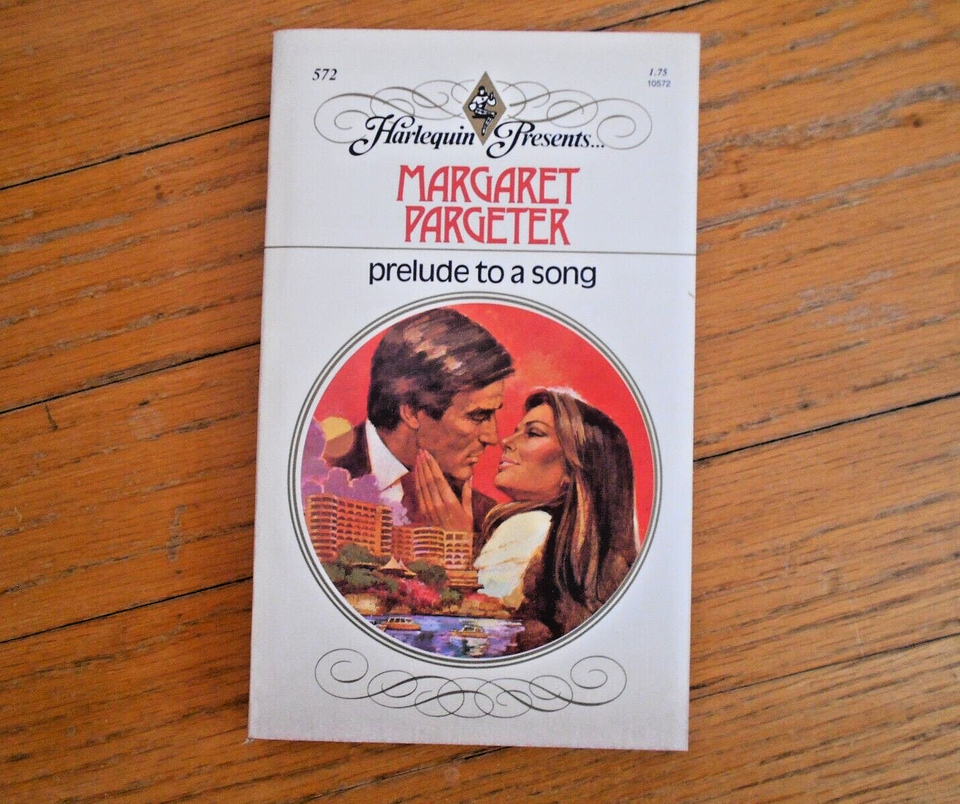 572
1.75
10572
Harlequin Presents...
MARGARET
PARGETER
prelude to a song